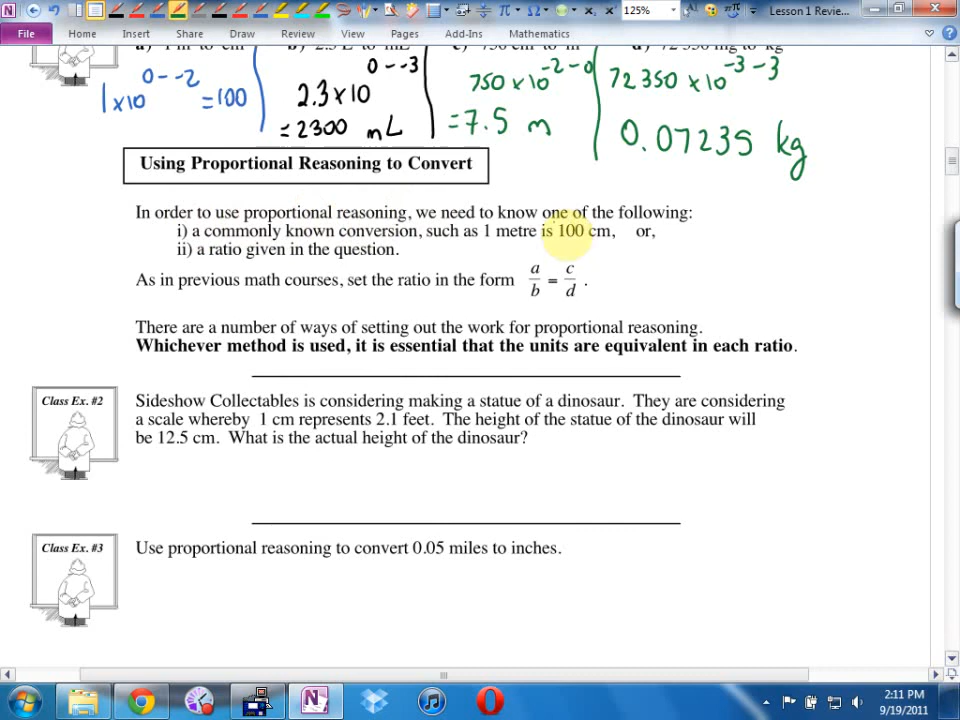 125%
Lesson 1 Revie...
File Home Insert Draw Review View Pages Add-Ins Mathematics
0 - -2
1 x 10 = 100
0 - -3
2.3 x 10
= 2300 mL
750 x 10 -2 - 0
= 7.5 m
72350 x 10 -3 - 3
0.07235 kg
Using Proportional Reasoning to Convert
In order to use proportional reasoning, we need to know one of the following:
i) a commonly known conversion, such as 1 metre is 100 cm, or,
ii) a ratio given in the question.
As in previous math courses, set the ratio in the form a/b = c/d .
There are a number of ways of setting out the work for proportional reasoning.
Whichever method is used, it is essential that the units are equivalent in each ratio.
Class Ex. #2
Sideshow Collectables is considering making a statue of a dinosaur. They are considering
a scale whereby 1 cm represents 2.1 feet. The height of the statue of the dinosaur will
be 12.5 cm. What is the actual height of the dinosaur?
Class Ex. #3
Use proportional reasoning to convert 0.05 miles to inches.
2:11 PM
9/19/2011